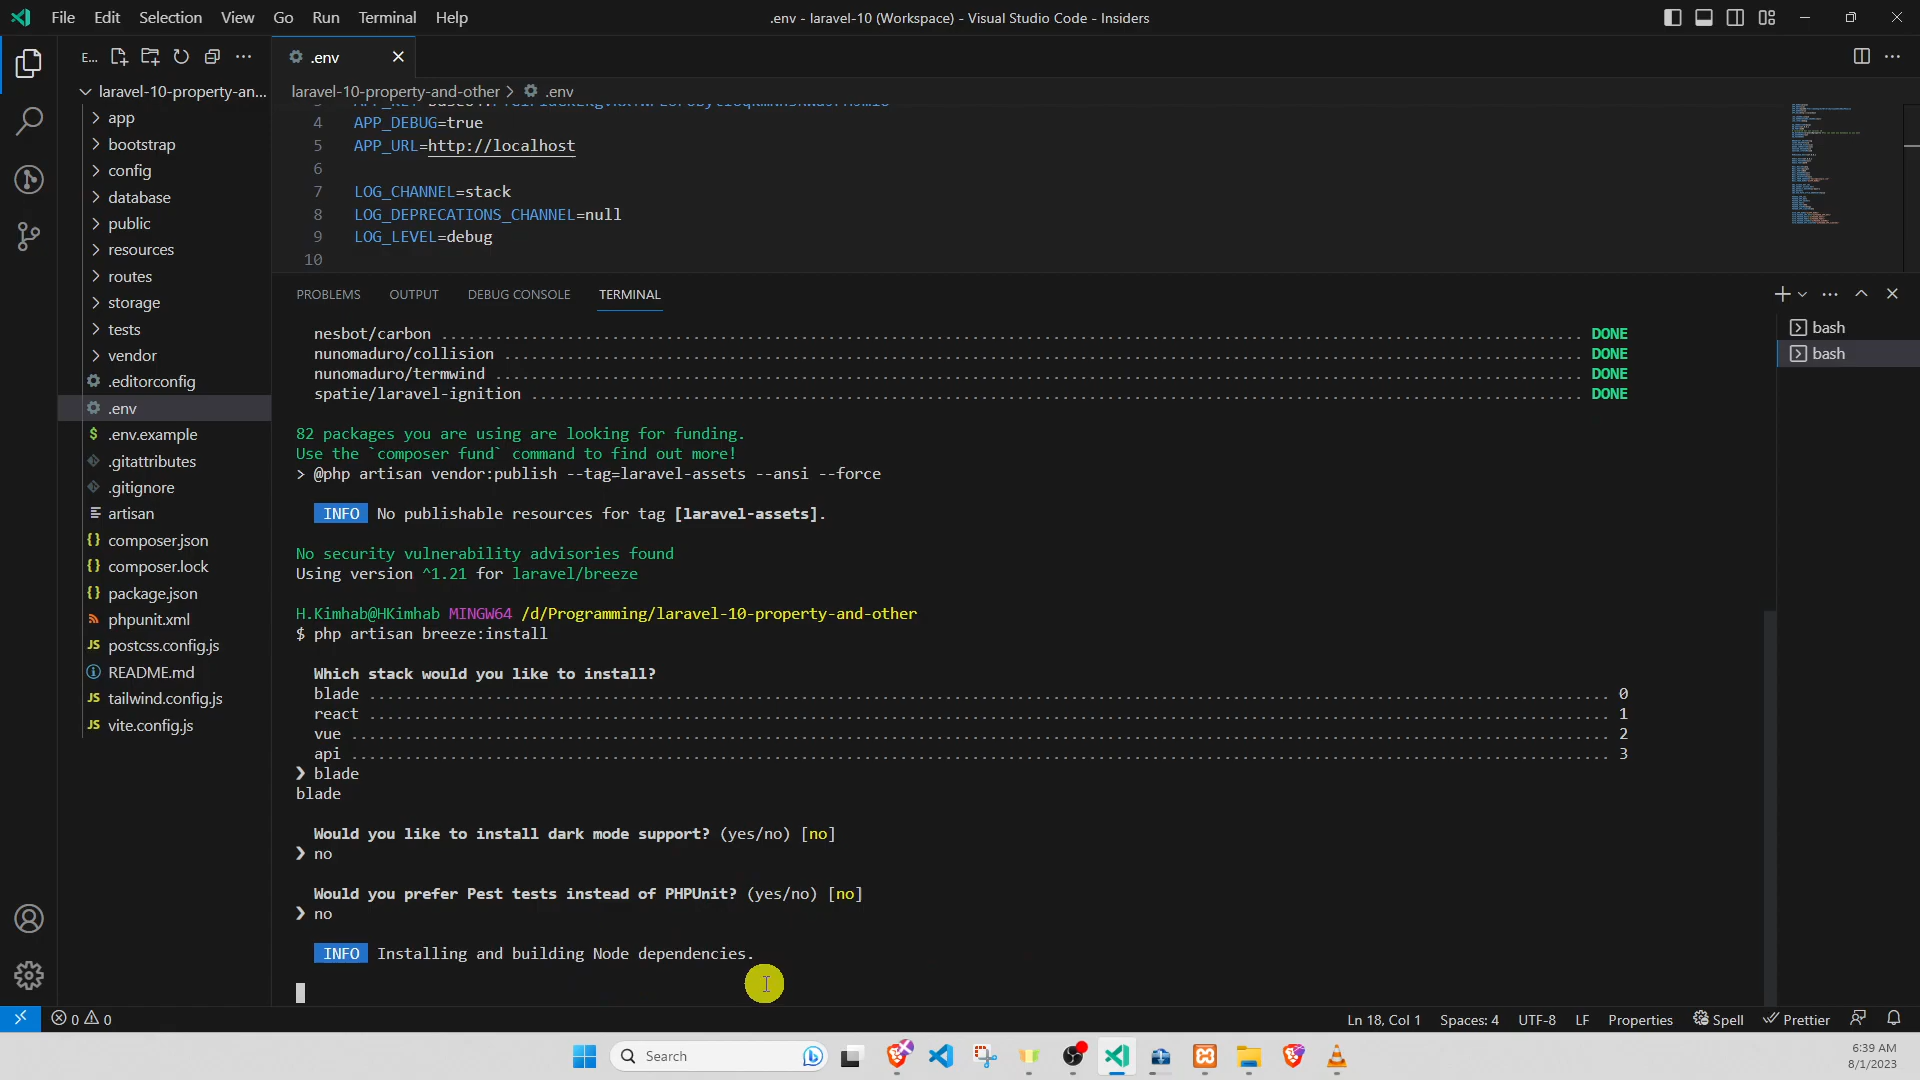 File Edit Selection View Go Run Terminal Help
.env - laravel-10 (Workspace) - Visual Studio Code - Insiders
E...
.env
laravel-10-property-an...
laravel-10-property-and-other > .env
app
bootstrap
config
database
public
resources
routes
storage
tests
vendor
.editorconfig
.env
.env.example
.gitattributes
.gitignore
artisan
composer.json
composer.lock
package.json
phpunit.xml
postcss.config.js
README.md
tailwind.config.js
vite.config.js
4 APP_DEBUG=true
5 APP_URL=http://localhost
6
7 LOG_CHANNEL=stack
8 LOG_DEPRECATIONS_CHANNEL=null
9 LOG_LEVEL=debug
10
PROBLEMS OUTPUT DEBUG CONSOLE TERMINAL
bash
bash
nesbot/carbon DONE
nunomaduro/collision DONE
nunomaduro/termwind DONE
spatie/laravel-ignition DONE
82 packages you are using are looking for funding.
Use the `composer fund` command to find out more!
> @php artisan vendor:publish --tag=laravel-assets --ansi --force
INFO No publishable resources for tag [laravel-assets].
No security vulnerability advisories found
Using version ^1.21 for laravel/breeze
H.Kimhab@HKimhab MINGW64 /d/Programming/laravel-10-property-and-other
$ php artisan breeze:install
Which stack would you like to install?
blade 0
react 1
vue 2
api 3
❯ blade
blade
Would you like to install dark mode support? (yes/no) [no]
❯ no
Would you prefer Pest tests instead of PHPUnit? (yes/no) [no]
❯ no
INFO Installing and building Node dependencies.
0 0
Ln 18, Col 1 Spaces: 4 UTF-8 LF Properties Spell Prettier
Search
6:39 AM
8/1/2023